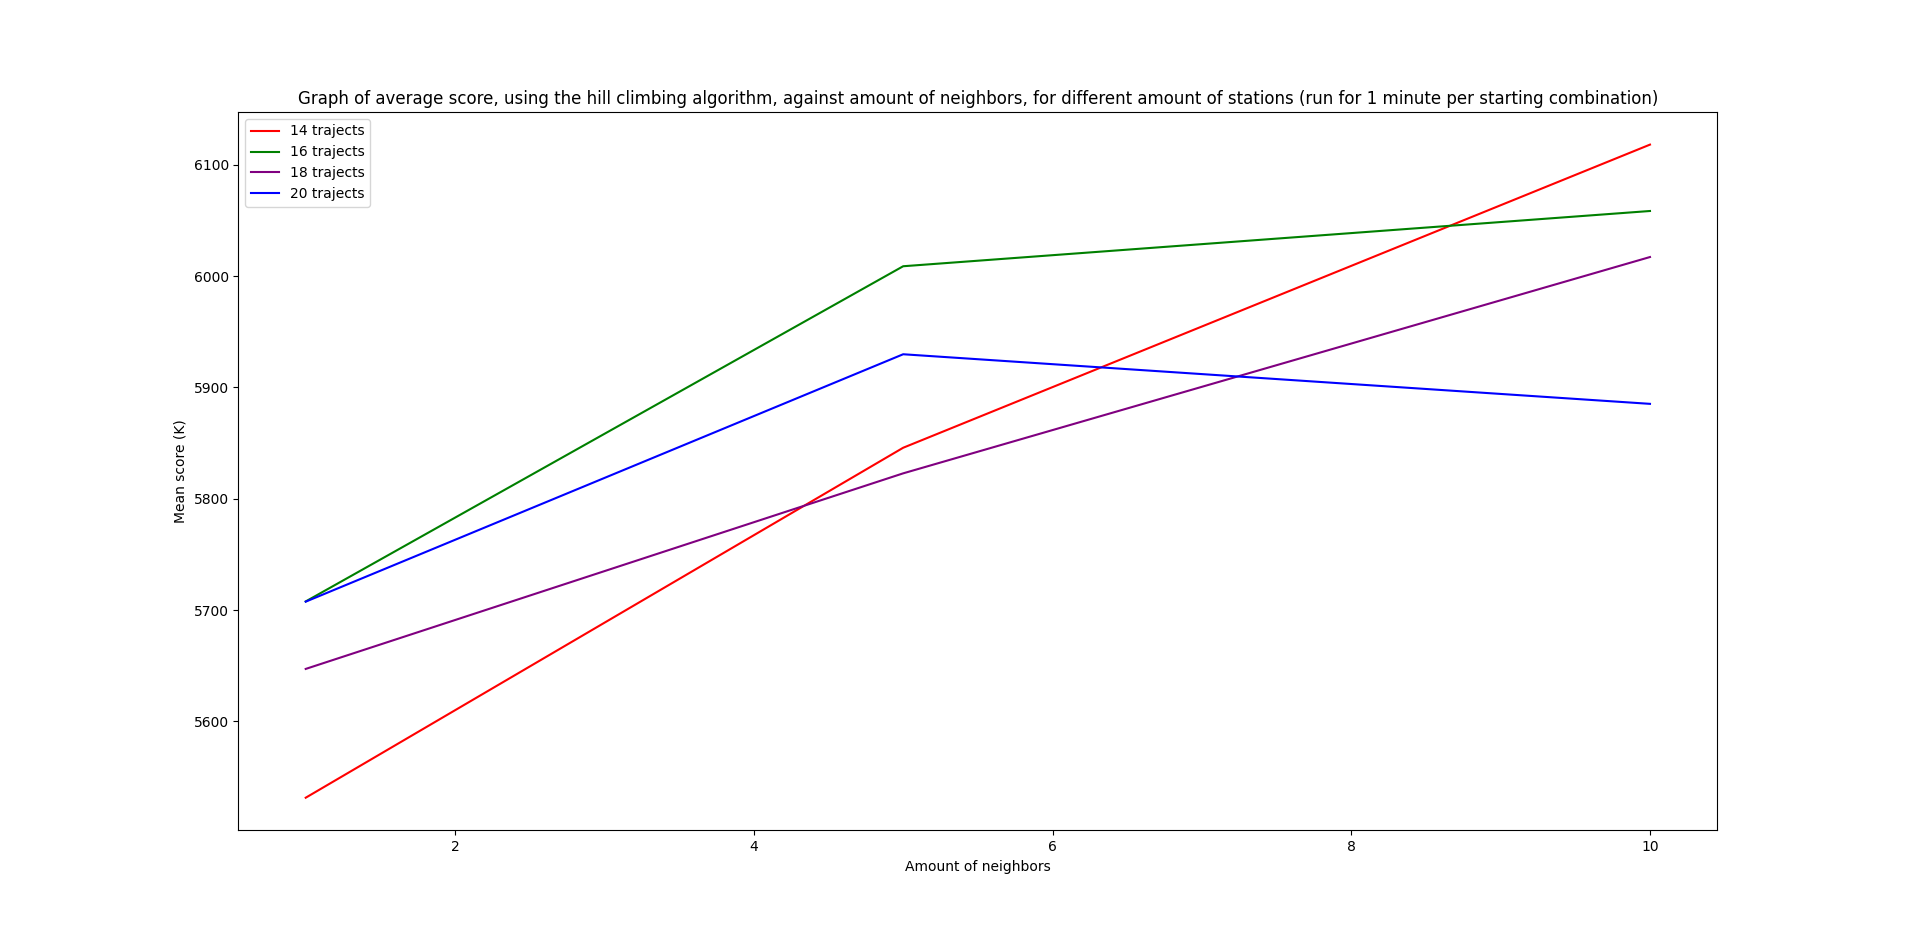 Graph of average score, using the hill climbing algorithm, against amount of neighbors, for different amount of stations (run for 1 minute per starting combination)
14 trajects
16 trajects
18 trajects
20 trajects
6100
6000
5900
5800
5700
5600
Mean score (K)
2 4 6 8 10
Amount of neighbors